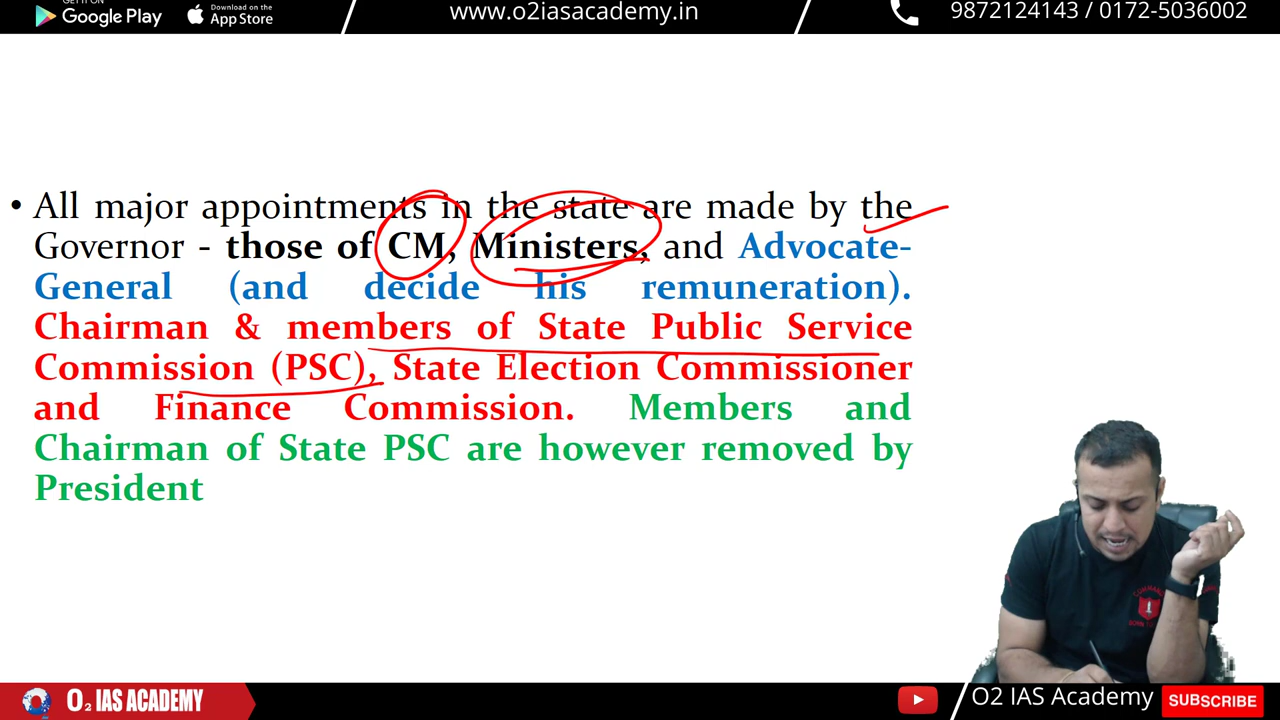 GET IT ON
Google Play
Download on the
App Store
www.o2iasacademy.in
9872124143 / 0172-5036002
• All major appointments in the state are made by the
Governor - those of CM, Ministers, and Advocate-
General (and decide his remuneration).
Chairman & members of State Public Service
Commission (PSC), State Election Commissioner
and Finance Commission. Members and
Chairman of State PSC are however removed by
President
O2 IAS ACADEMY
O2 IAS Academy
SUBSCRIBE